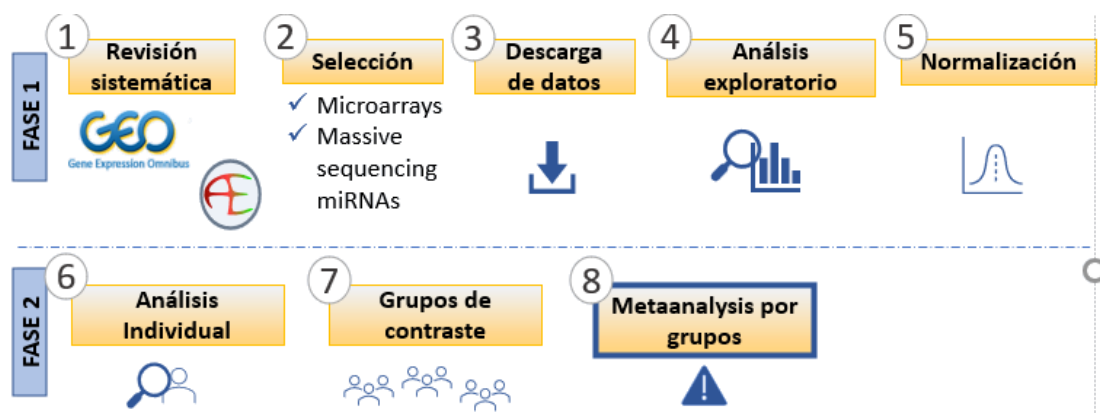 FASE 1
1
Revisión
sistemática
GEO
Gene Expression Omnibus
AE
2
Selección
✓ Microarrays
✓ Massive
sequencing
miRNAs
3
Descarga
de datos
4
Análsis
exploratorio
5
Normalización
FASE 2
6
Análisis
Individual
7
Grupos de
contraste
8
Metaanalysis por
grupos